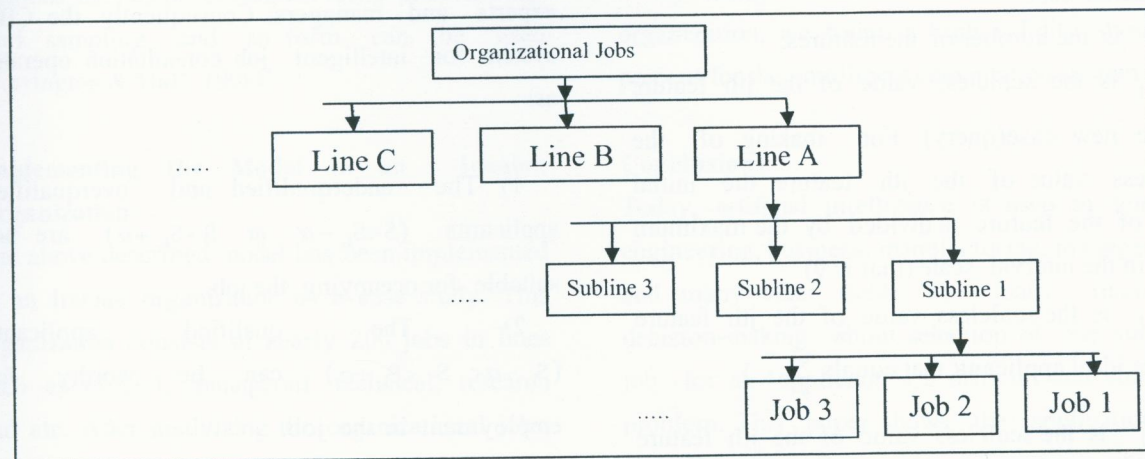 Organizational Jobs
..... Line C Line B Line A
..... Subline 3 Subline 2 Subline 1
..... Job 3 Job 2 Job 1